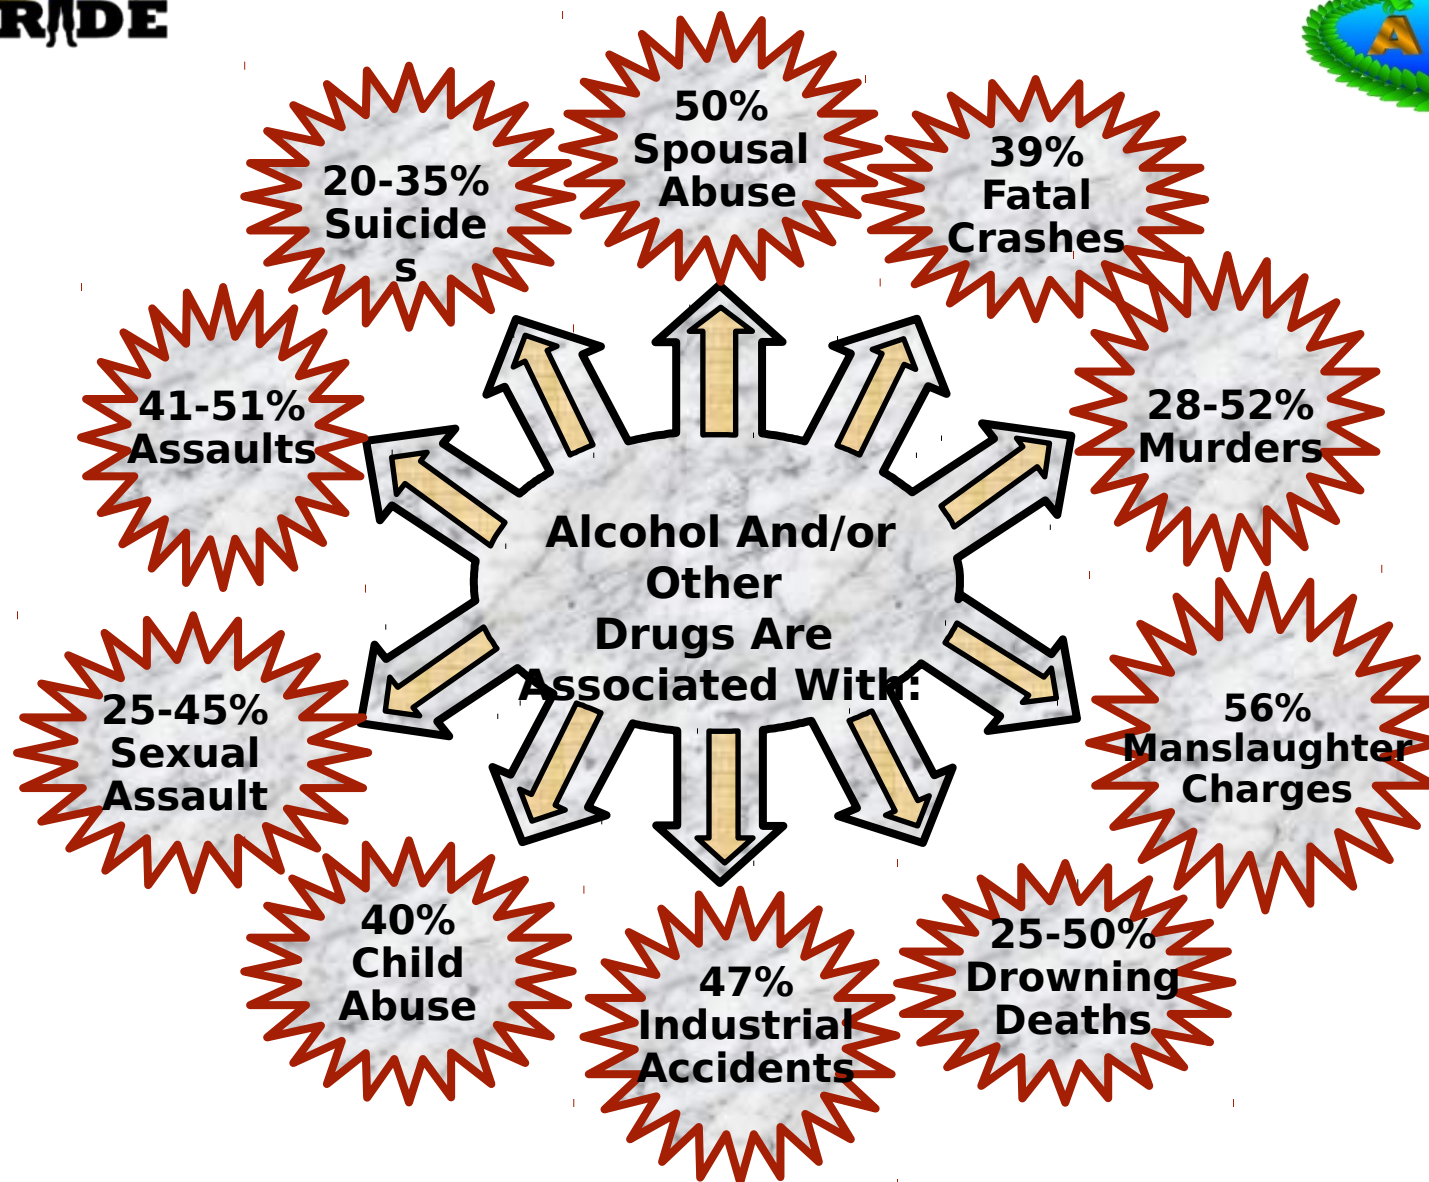 RIDE
A
50%
Spousal
Abuse
20-35%
Suicide
s
39%
Fatal
Crashes
41-51%
Assaults
28-52%
Murders
Alcohol And/or
Other
Drugs Are
Associated With:
25-45%
Sexual
Assault
56%
Manslaughter
Charges
40%
Child
Abuse
47%
Industrial
Accidents
25-50%
Drowning
Deaths